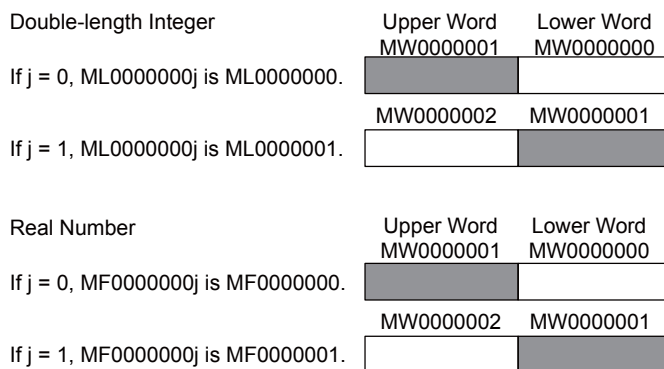 Double-length Integer Upper Word Lower Word
MW0000001 MW0000000
If j = 0, ML0000000j is ML0000000.
MW0000002 MW0000001
If j = 1, ML0000000j is ML0000001.
Real Number Upper Word Lower Word
MW0000001 MW0000000
If j = 0, MF0000000j is MF0000000.
MW0000002 MW0000001
If j = 1, MF0000000j is MF0000001.